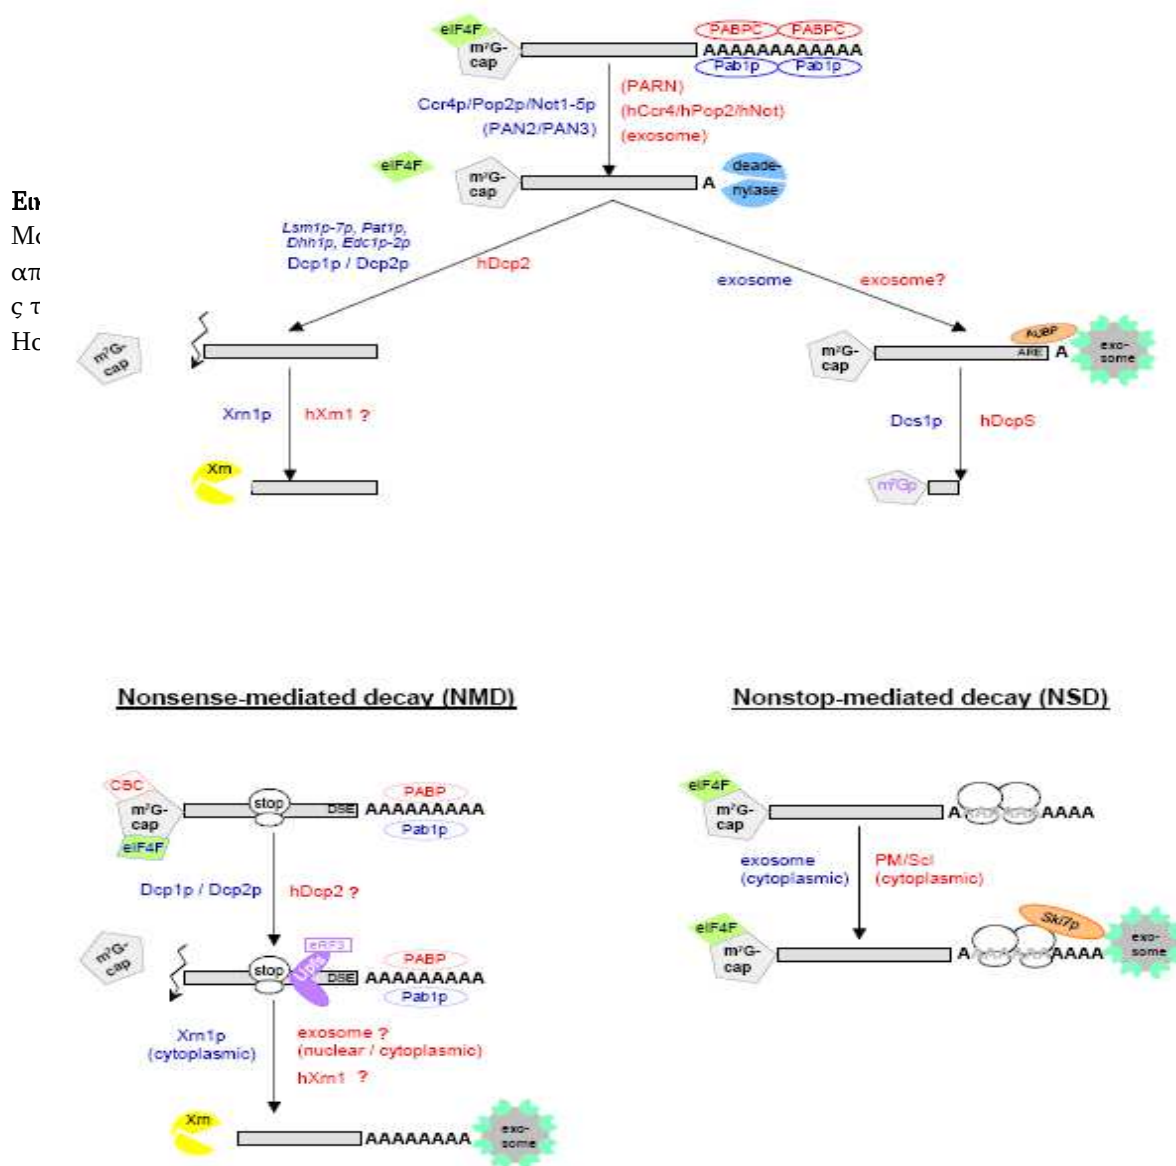 eIF4F
m⁷G-
cap
PABPC PABPC
AAAAAAAAAAAA
Pab1p Pab1p
Ccr4p/Pop2p/Not1-5p
(PAN2/PAN3)
(PARN)
(hCcr4/hPop2/hNot)
(exosome)
eIF4F
m⁷G-
cap
A
deade-
nylase
Lsm1p-7p, Pat1p,
Dhh1p, Edc1p-2p
Dcp1p / Dcp2p
hDcp2
exosome
exosome?
m⁷G-
cap
m⁷G-
cap
AUBP
ARE
A
exo-
some
Xrn1p
hXrn1 ?
Dcs1p
hDcpS
Xrn
m⁷Gp
Nonsense-mediated decay (NMD)
CBC
m⁷G-
cap
eIF4F
stop
DSE
PABP
AAAAAAAAA
Pab1p
Dcp1p / Dcp2p
hDcp2 ?
m⁷G-
cap
stop
eRF3
Upfs
DSE
PABP
AAAAAAAAA
Pab1p
Xrn1p
(cytoplasmic)
exosome ?
(nuclear / cytoplasmic)
hXrn1 ?
Xrn
AAAAAAAA
exo-
some
Nonstop-mediated decay (NSD)
eIF4F
m⁷G-
cap
A
AAAA
exosome
(cytoplasmic)
PM/Scl
(cytoplasmic)
eIF4F
m⁷G-
cap
A
AAAA
Ski7p
exo-
some